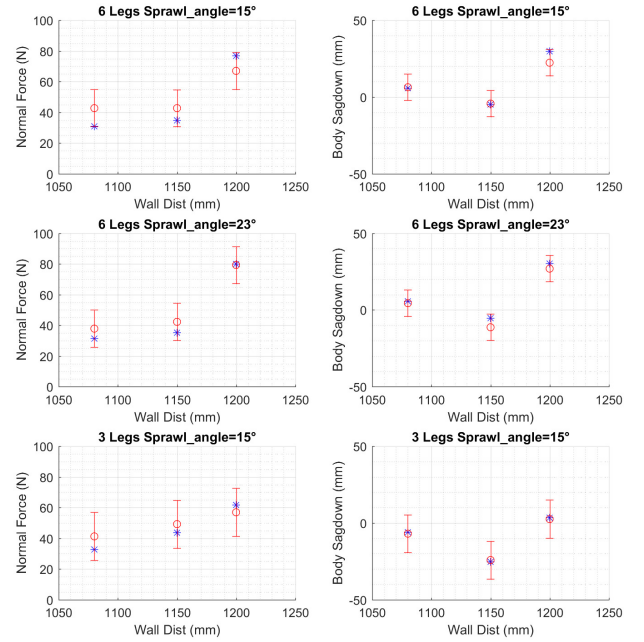 6 Legs Sprawl_angle=15°
100
80
60
40
20
0
Normal Force (N)
1050 1100 1150 1200 1250
Wall Dist (mm)
6 Legs Sprawl_angle=15°
50
0
-50
Body Sagdown (mm)
1050 1100 1150 1200 1250
Wall Dist (mm)
6 Legs Sprawl_angle=23°
100
80
60
40
20
0
Normal Force (N)
1050 1100 1150 1200 1250
Wall Dist (mm)
6 Legs Sprawl_angle=23°
50
0
-50
Body Sagdown (mm)
1050 1100 1150 1200 1250
Wall Dist (mm)
3 Legs Sprawl_angle=15°
100
80
60
40
20
0
Normal Force (N)
1050 1100 1150 1200 1250
Wall Dist (mm)
3 Legs Sprawl_angle=15°
50
0
-50
Body Sagdown (mm)
1050 1100 1150 1200 1250
Wall Dist (mm)